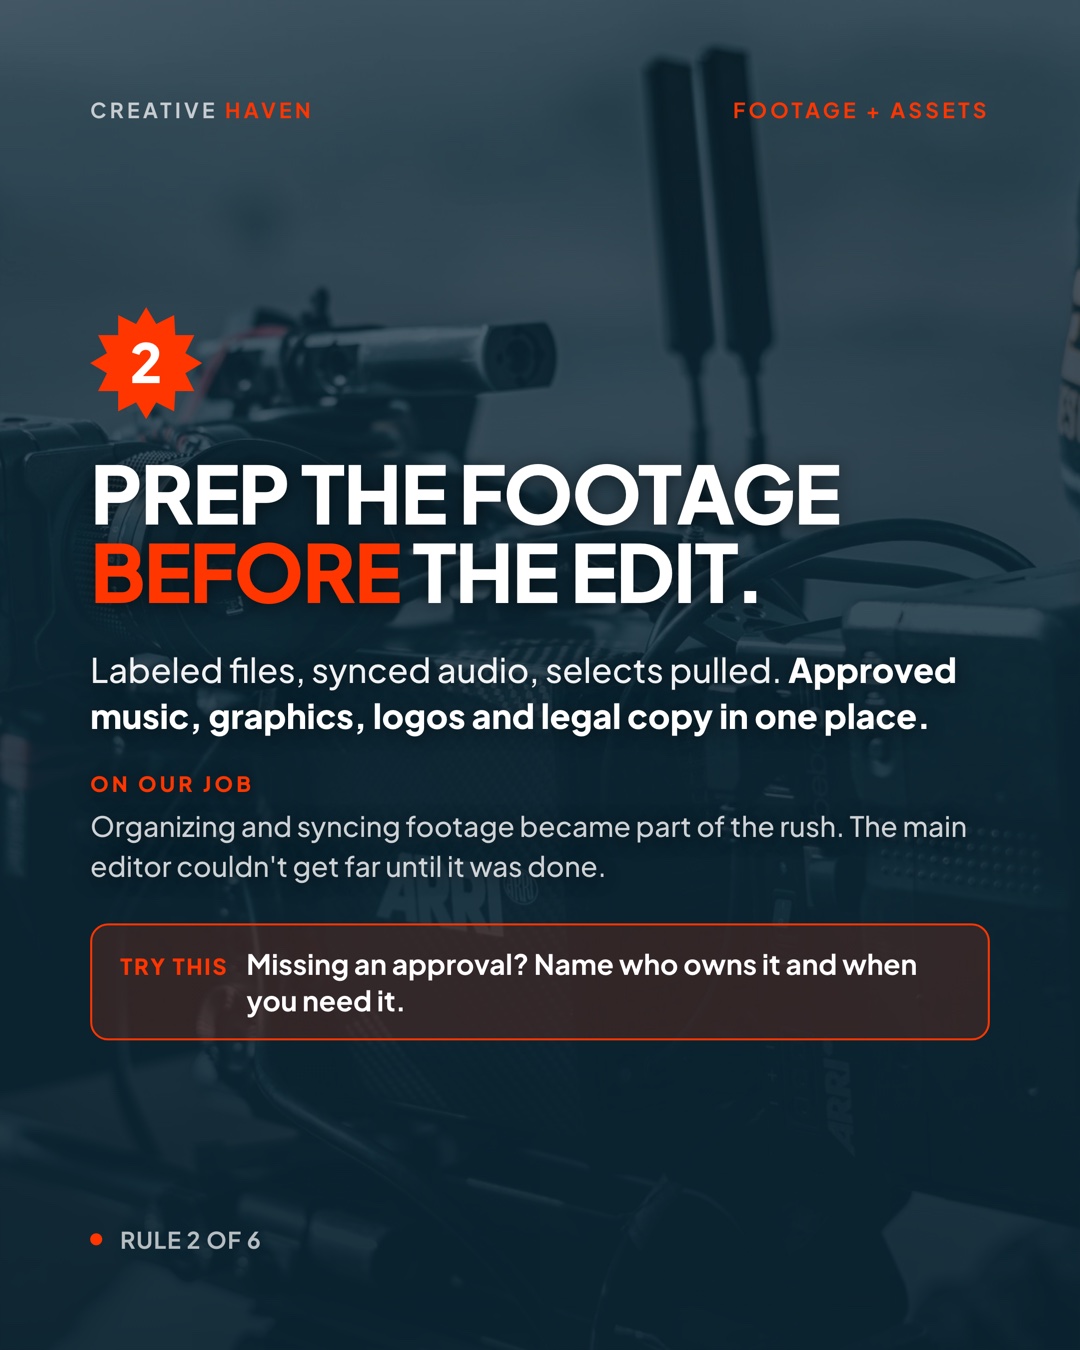 CREATIVE HAVEN
FOOTAGE + ASSETS
2
PREP THE FOOTAGE
BEFORE THE EDIT.
Labeled files, synced audio, selects pulled. Approved
music, graphics, logos and legal copy in one place.
ON OUR JOB
Organizing and syncing footage became part of the rush. The main
editor couldn't get far until it was done.
ARRI
TRY THIS Missing an approval? Name who owns it and when
you need it.
ARRI
RULE 2 OF 6